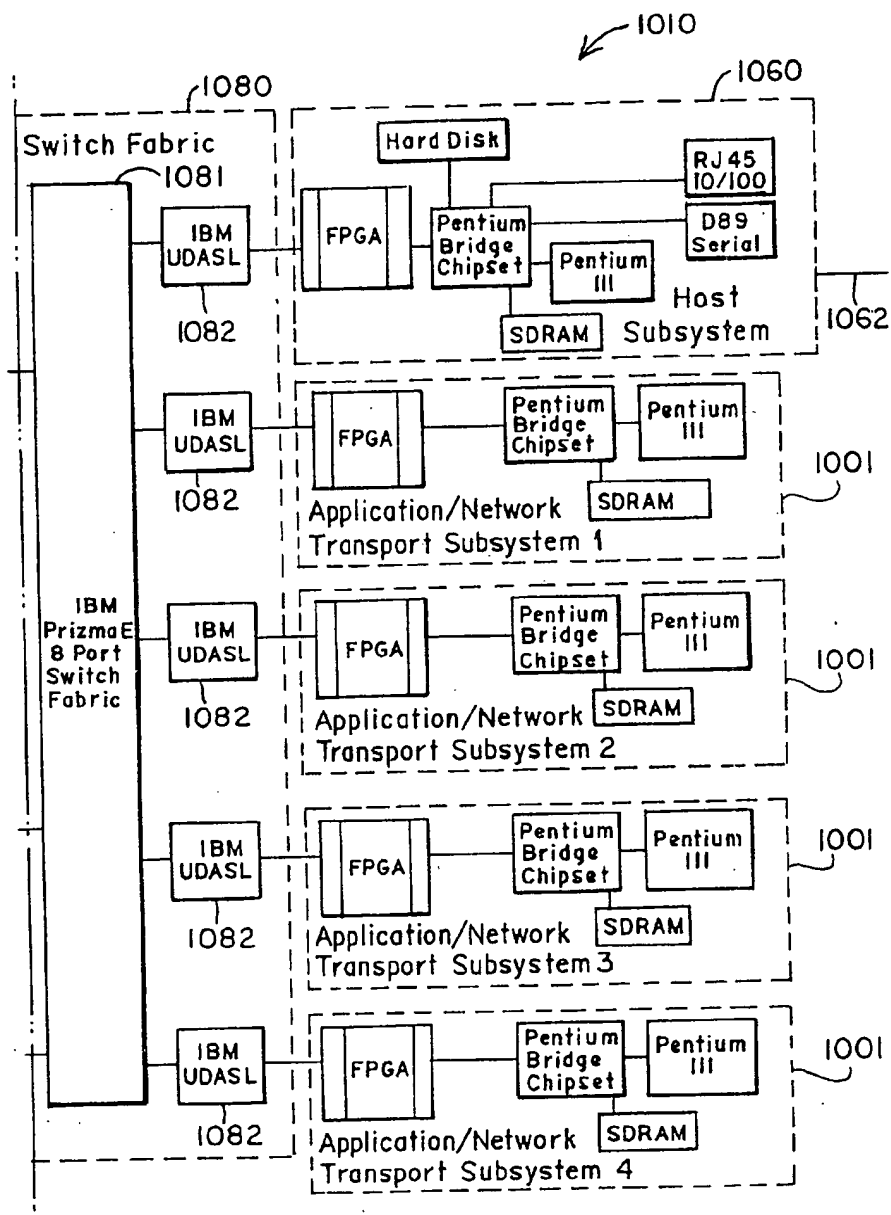 1010
1080
1060
Switch Fabric
1081
Hard Disk
RJ45
10/100
IBM
UDASL
FPGA
Pentium
Bridge
Chipset
D89
Serial
Pentium
III
1082
SDRAM
Host
Subsystem
1062
IBM
UDASL
FPGA
Pentium
Bridge
Chipset
Pentium
III
1082
SDRAM
1001
Application/Network
Transport Subsystem 1
IBM
PrizmaE
8 Port
Switch
Fabric
IBM
UDASL
FPGA
Pentium
Bridge
Chipset
Pentium
III
1082
SDRAM
1001
Application/Network
Transport Subsystem 2
IBM
UDASL
FPGA
Pentium
Bridge
Chipset
Pentium
III
1082
SDRAM
1001
Application/Network
Transport Subsystem 3
IBM
UDASL
FPGA
Pentium
Bridge
Chipset
Pentium
III
1082
SDRAM
1001
Application/Network
Transport Subsystem 4